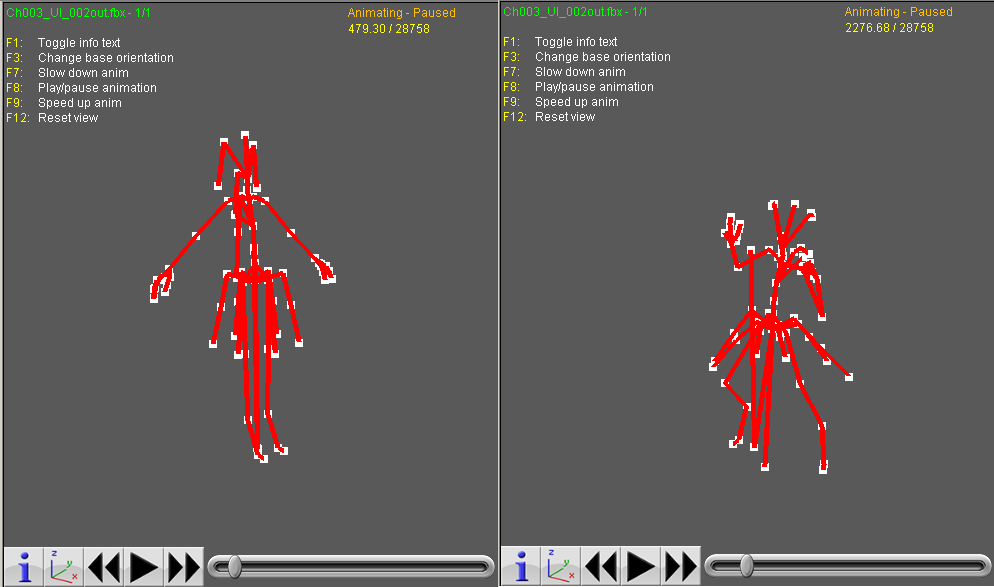 Ch003_UI_002out.fbx - 1/1
Animating - Paused
479.30 / 28758
F1: Toggle info text
F3: Change base orientation
F7: Slow down anim
F8: Play/pause animation
F9: Speed up anim
F12: Reset view
i
z
y
x
Ch003_UI_002out.fbx - 1/1
Animating - Paused
2276.68 / 28758
F1: Toggle info text
F3: Change base orientation
F7: Slow down anim
F8: Play/pause animation
F9: Speed up anim
F12: Reset view
i
z
y
x